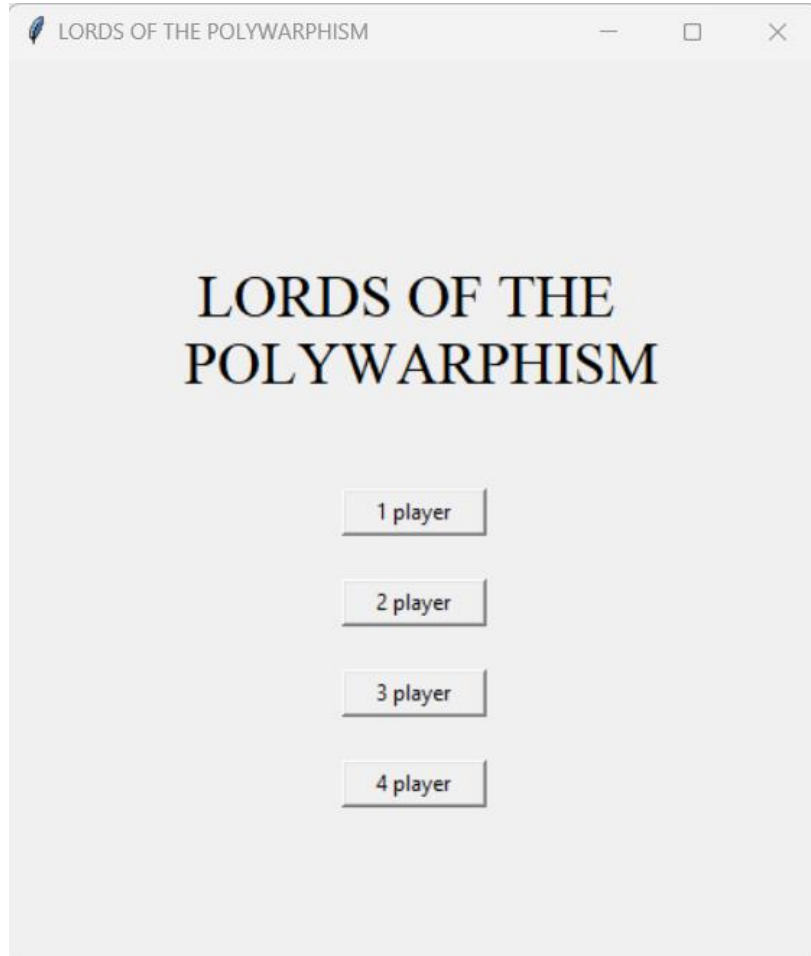 LORDS OF THE POLYWARPHISM
LORDS OF THE
POLYWARPHISM
1 player
2 player
3 player
4 player